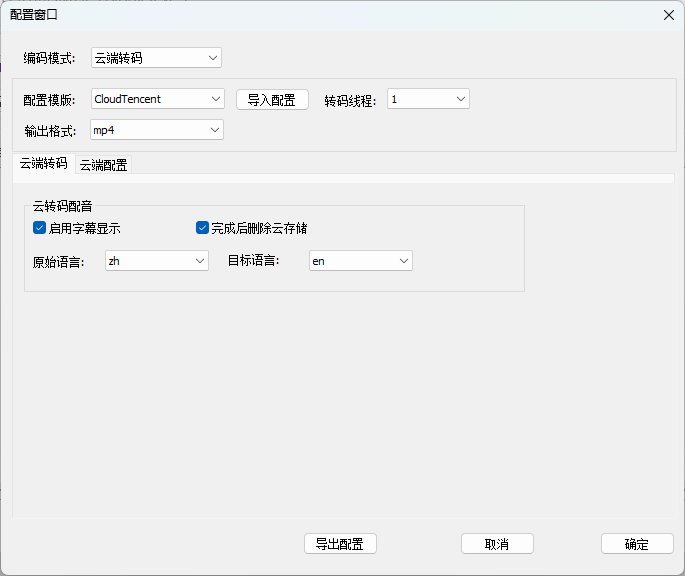 配置窗口
编码模式: 云端转码
配置模版: CloudTencent 导入配置 转码线程: 1
输出格式: mp4
云端转码 云端配置
云转码配音
启用字幕显示 完成后删除云存储
原始语言: zh 目标语言: en
导出配置 取消 确定